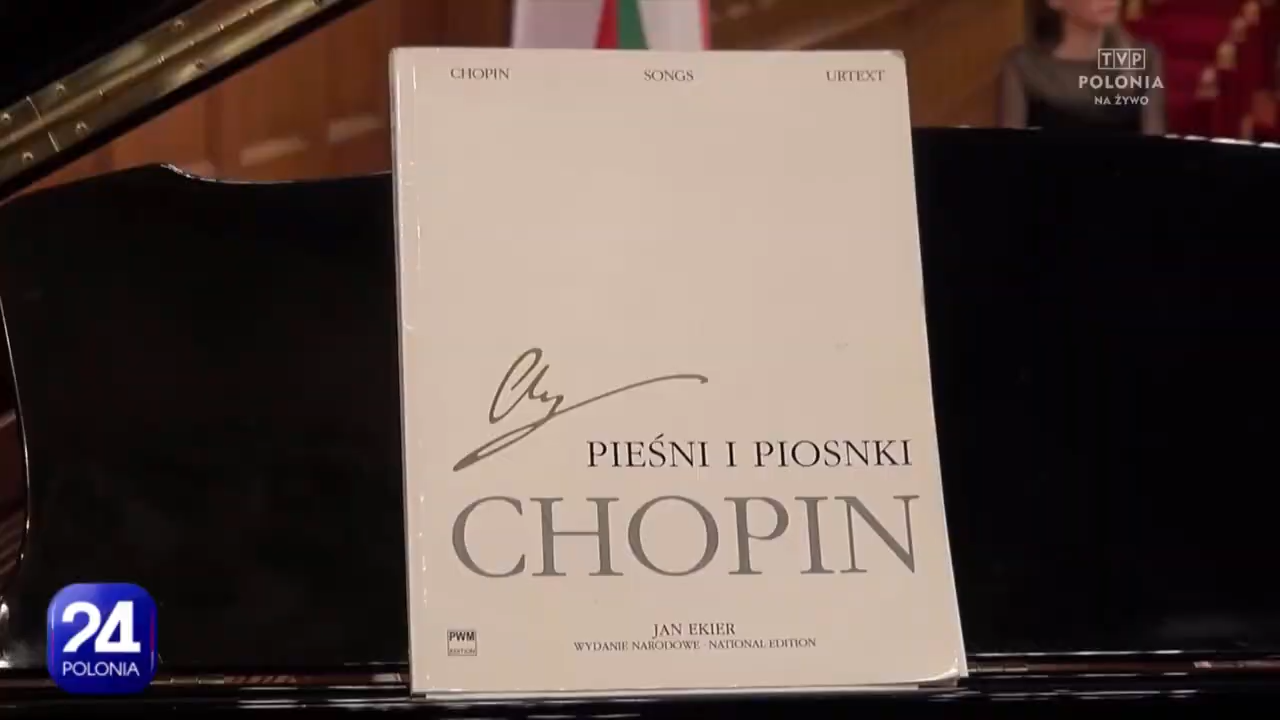 CHOPIN SONGS URTEXT
TVP
POLONIA
NA ŻYWO
PIEŚNI I PIOSNKI
CHOPIN
JAN EKIER
WYDANIE NARODOWE · NATIONAL EDITION
PWM
EDITION
24
POLONIA